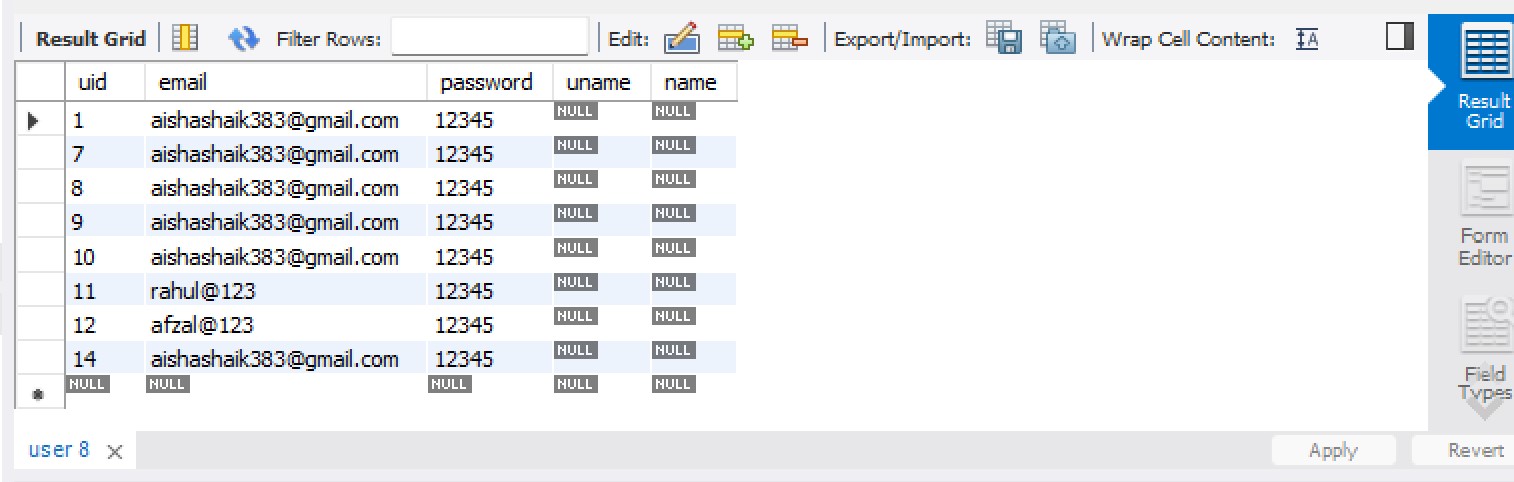 Result Grid Filter Rows: Edit: Export/Import: Wrap Cell Content: IA
uid email password uname name
1 aishashaik383@gmail.com 12345 NULL NULL
7 aishashaik383@gmail.com 12345 NULL NULL
8 aishashaik383@gmail.com 12345 NULL NULL
9 aishashaik383@gmail.com 12345 NULL NULL
10 aishashaik383@gmail.com 12345 NULL NULL
11 rahul@123 12345 NULL NULL
12 afzal@123 12345 NULL NULL
14 aishashaik383@gmail.com 12345 NULL NULL
NULL NULL NULL NULL NULL
Result
Grid
Form
Editor
Field
Types
user 8 Apply Revert